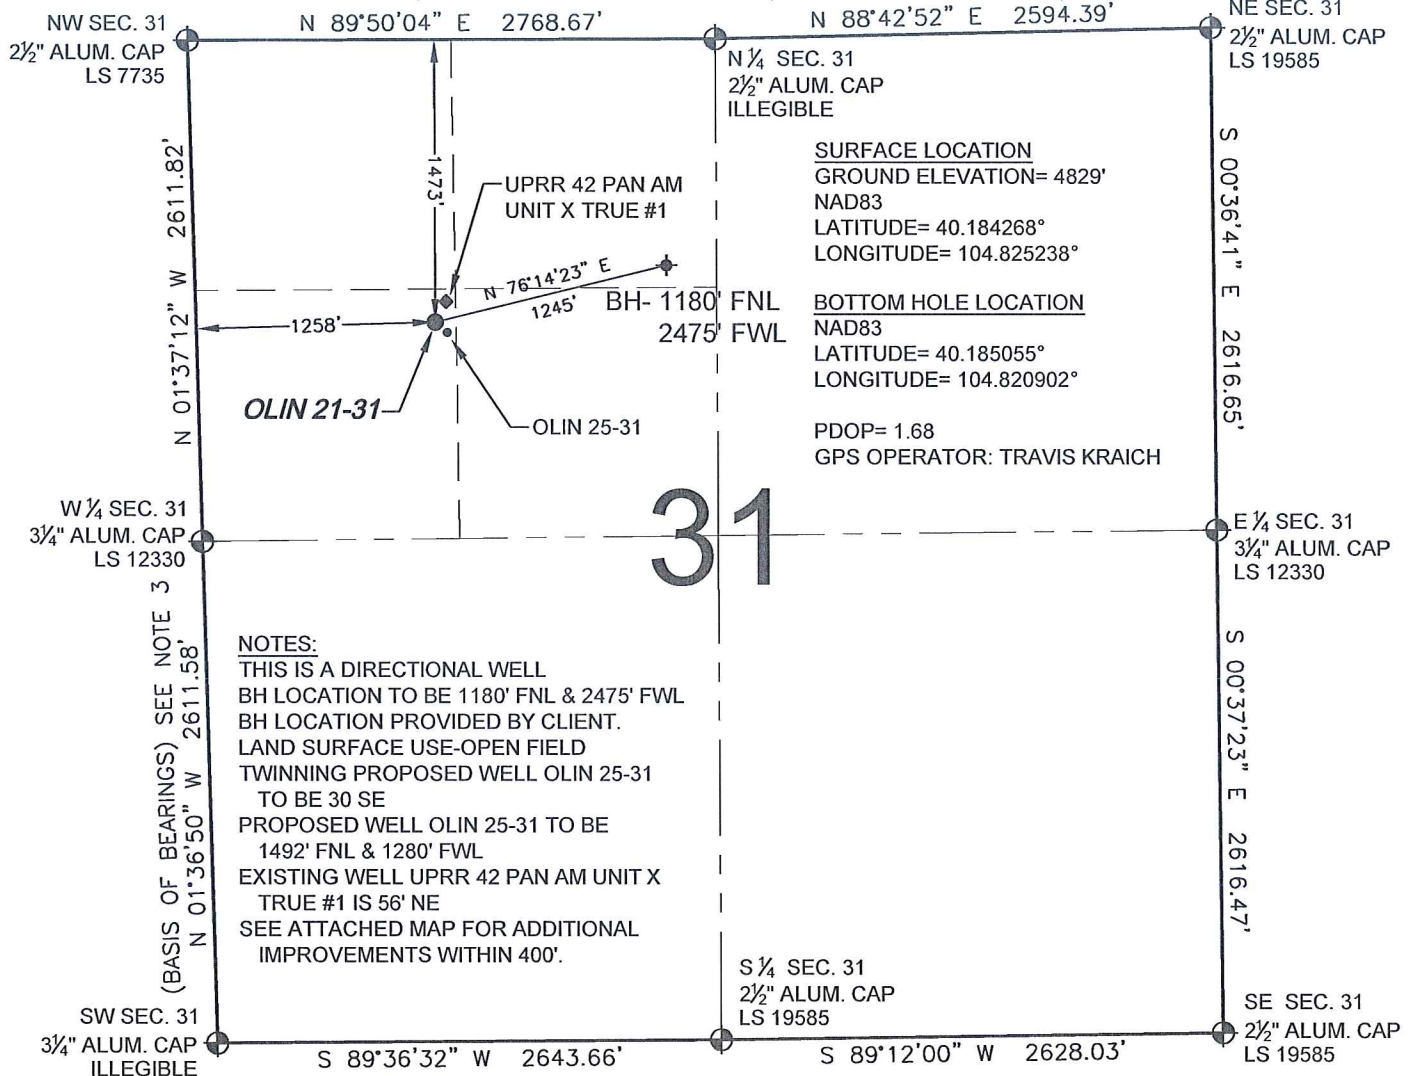 NW SEC. 31
2½" ALUM. CAP
LS 7735
N 89°50'04" E 2768.67'
N 88°42'52" E 2594.39'
NE SEC. 31
2½" ALUM. CAP
LS 19585
N ¼ SEC. 31
2½" ALUM. CAP
ILLEGIBLE
N 01°37'12" W 2611.82'
1473'
UPRR 42 PAN AM
UNIT X TRUE #1
N 76°14'23" E
1245'
BH- 1180' FNL
2475' FWL
1258'
OLIN 21-31
OLIN 25-31
SURFACE LOCATION
GROUND ELEVATION= 4829'
NAD83
LATITUDE= 40.184268°
LONGITUDE= 104.825238°
BOTTOM HOLE LOCATION
NAD83
LATITUDE= 40.185055°
LONGITUDE= 104.820902°
PDOP= 1.68
GPS OPERATOR: TRAVIS KRAICH
S 00°36'41" E 2616.65'
31
W ¼ SEC. 31
3¼" ALUM. CAP
LS 12330
E ¼ SEC. 31
3¼" ALUM. CAP
LS 12330
(BASIS OF BEARINGS) SEE NOTE 3
N 01°36'50" W 2611.58'
NOTES:
THIS IS A DIRECTIONAL WELL
BH LOCATION TO BE 1180' FNL & 2475' FWL
BH LOCATION PROVIDED BY CLIENT.
LAND SURFACE USE-OPEN FIELD
TWINNING PROPOSED WELL OLIN 25-31
TO BE 30 SE
PROPOSED WELL OLIN 25-31 TO BE
1492' FNL & 1280' FWL
EXISTING WELL UPRR 42 PAN AM UNIT X
TRUE #1 IS 56' NE
SEE ATTACHED MAP FOR ADDITIONAL
IMPROVEMENTS WITHIN 400'.
S 00°37'23" E 2616.47'
SW SEC. 31
3¼" ALUM. CAP
ILLEGIBLE
S 89°36'32" W 2643.66'
S ¼ SEC. 31
2½" ALUM. CAP
LS 19585
S 89°12'00" W 2628.03'
SE SEC. 31
2½" ALUM. CAP
LS 19585